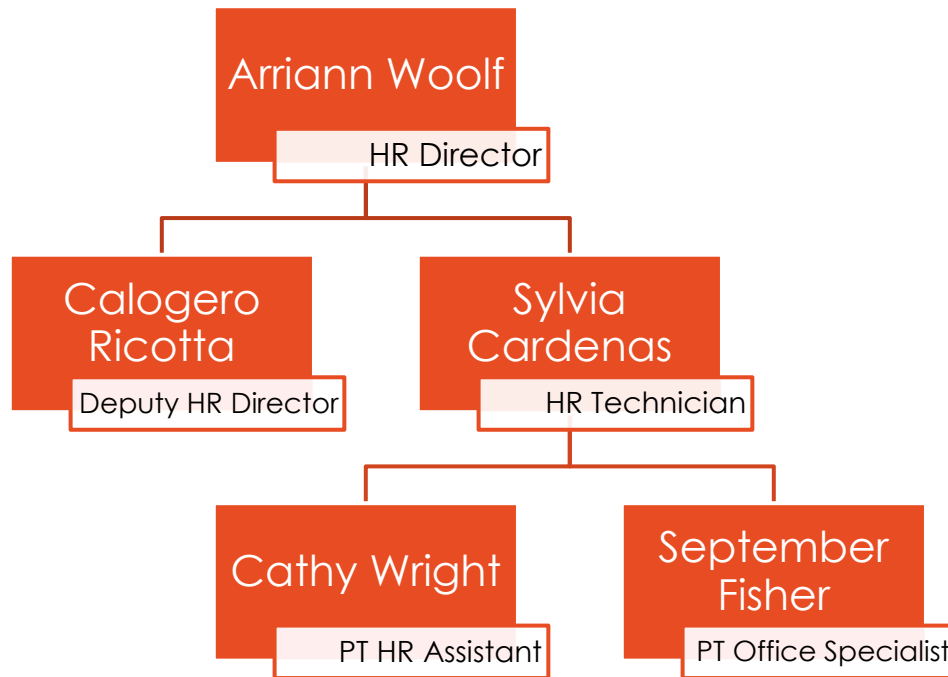 Arriann Woolf
HR Director
Calogero
Ricotta
Deputy HR Director
Sylvia
Cardenas
HR Technician
Cathy Wright
PT HR Assistant
September
Fisher
PT Office Specialist